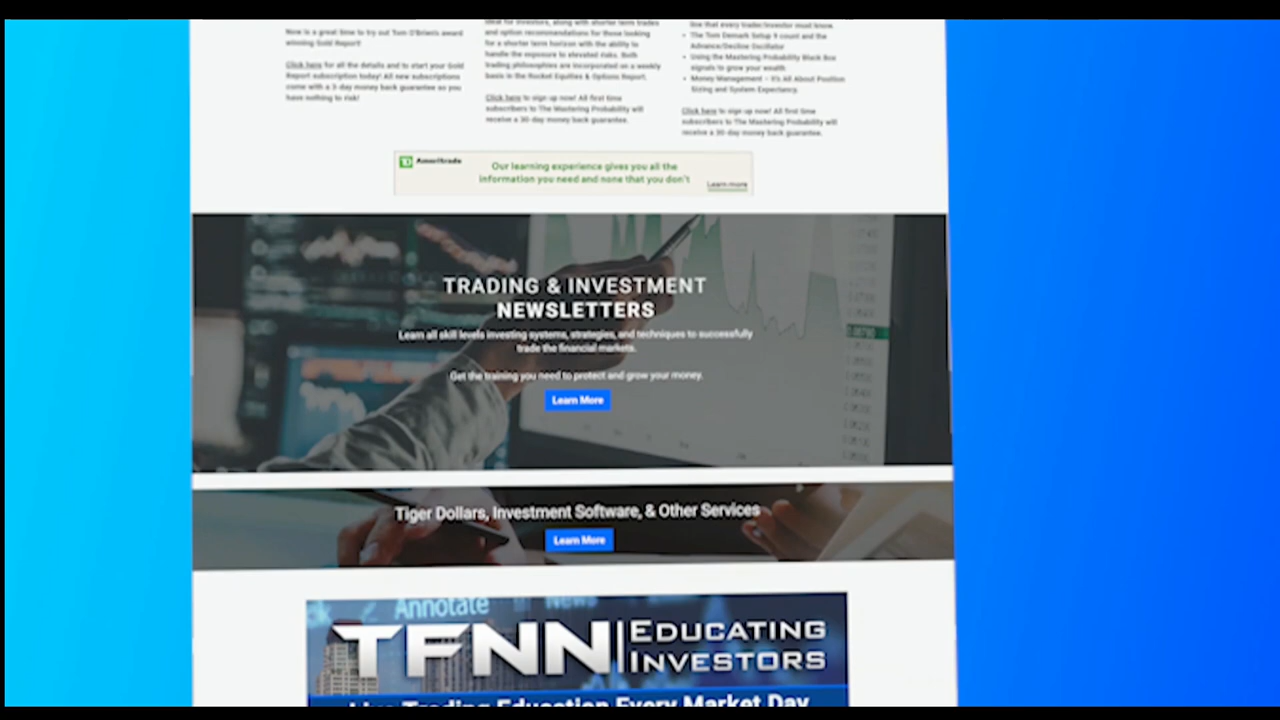 Now is a great time to try out Tom O'Brien's award
winning Gold Report!
Click here for all the details and to start your Gold
Report subscription today! All new subscriptions
come with a 3-day money back guarantee so you
have nothing to risk!
ideal for investors, along with shorter term trades
and option recommendations for those looking
for a shorter term horizon with the ability to
handle the exposure to elevated risks. Both
trading philosophies are incorporated on a weekly
basis in the Rocket Equities & Options Report.
Click here to sign up now! All first time
subscribers to The Mastering Probability will
receive a 30-day money back guarantee.
line that every trader/investor must know.
• The Tom Demark Setup 9 count and the
Advance/Decline Oscillator
• Using the Mastering Probability Black Box
signals to grow your wealth
• Money Management – It's All About Position
Sizing and System Expectancy.
Click here to sign up now! All first time
subscribers to The Mastering Probability will
receive a 30-day money back guarantee.
TD Ameritrade
Our learning experience gives you all the
information you need and none that you don't
Learn more
TRADING & INVESTMENT
NEWSLETTERS
Learn all skill levels investing systems, strategies, and techniques to successfully
trade the financial markets.
Get the training you need to protect and grow your money.
Learn More
Tiger Dollars, Investment Software, & Other Services
Learn More
Annotate News
TFNN EDUCATING
INVESTORS
Live Trading Education Every Market Day